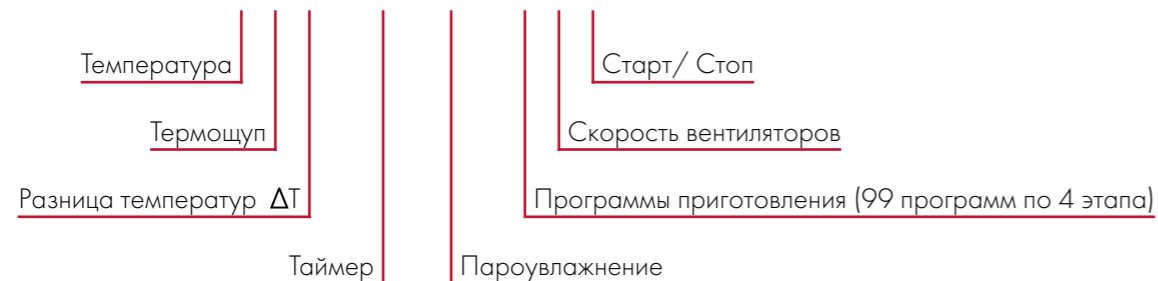 Температура
Старт/ Стоп
Термощуп
Скорость вентиляторов
Разница температур ΔT
Программы приготовления (99 программ по 4 этапа)
Таймер
Пароувлажнение